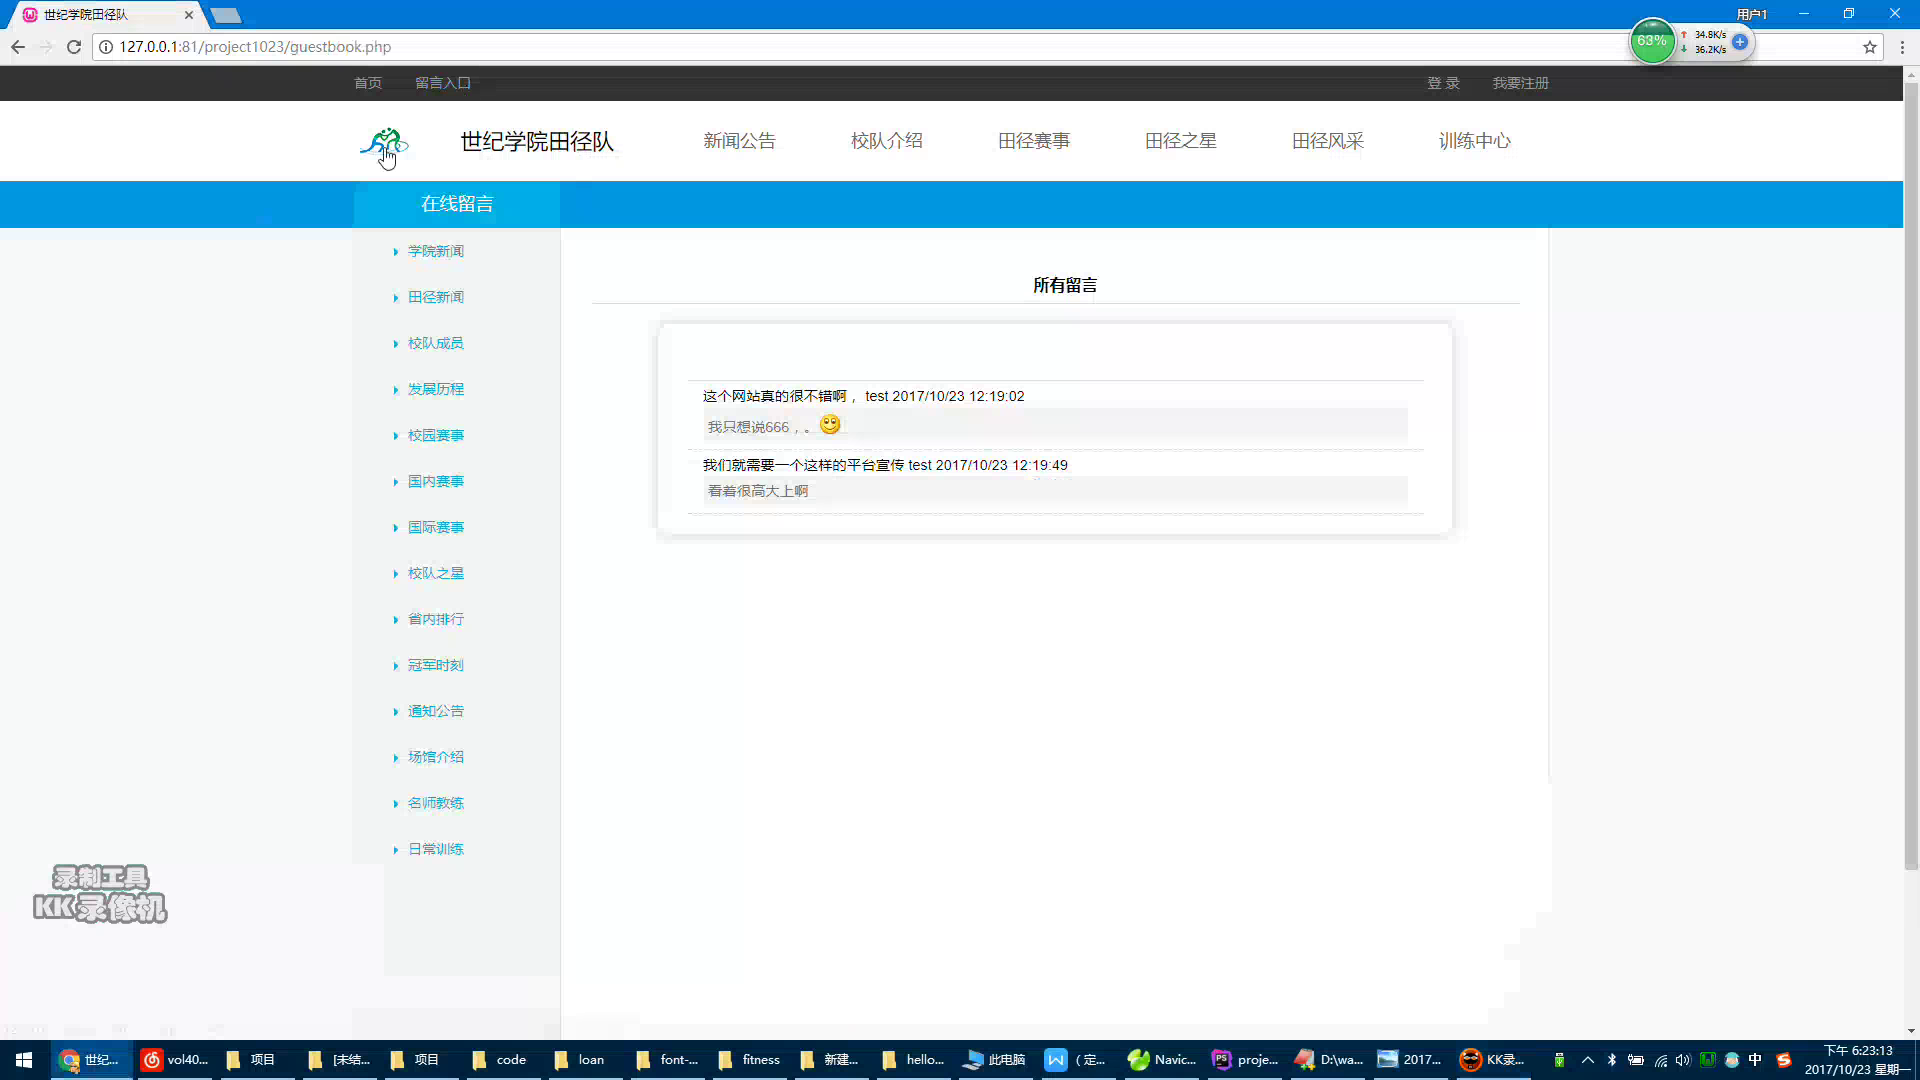 世纪学院田径队
用户1
127.0.0.1:81/project1023/guestbook.php
63%
34.8K/s
36.2K/s
首页 留言入口 登 录 我要注册
世纪学院田径队 新闻公告 校队介绍 田径赛事 田径之星 田径风采 训练中心
在线留言
学院新闻
田径新闻
校队成员
发展历程
校园赛事
国内赛事
国际赛事
校队之星
省内排行
冠军时刻
通知公告
场馆介绍
名师教练
日常训练
所有留言
这个网站真的很不错啊， test 2017/10/23 12:19:02
我只想说666，。
我们就需要一个这样的平台宣传 test 2017/10/23 12:19:49
看着很高大上啊
录制工具
KK录像机
世纪... vol40... 项目 [未结... 项目 code loan font-... fitness 新建... hello... 此电脑 （定... Navic... proje... D:\wa... 2017... KK录... 中
下午 6:23:13
2017/10/23 星期一